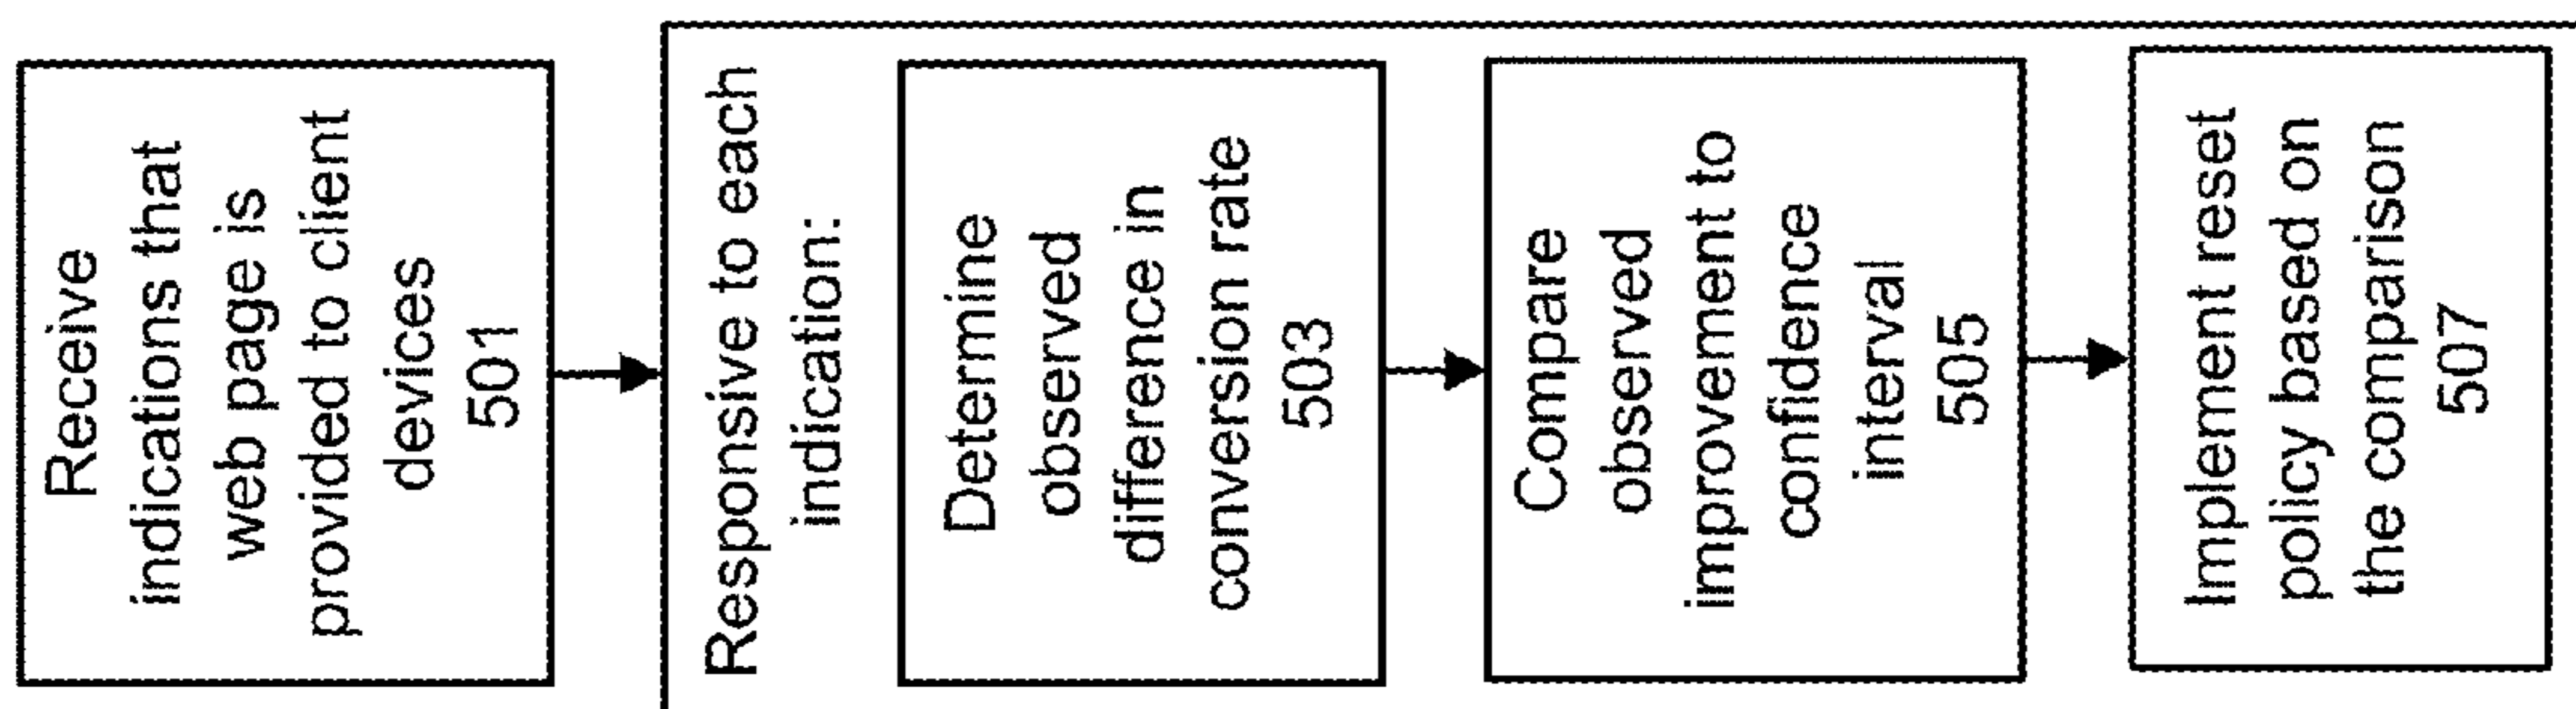 Receive
indications that
web page is
provided to client
devices
501
Responsive to each
indication:
Determine
observed
difference in
conversion rate
503
Compare
observed
improvement to
confidence
interval
505
Implement reset
policy based on
the comparison
507